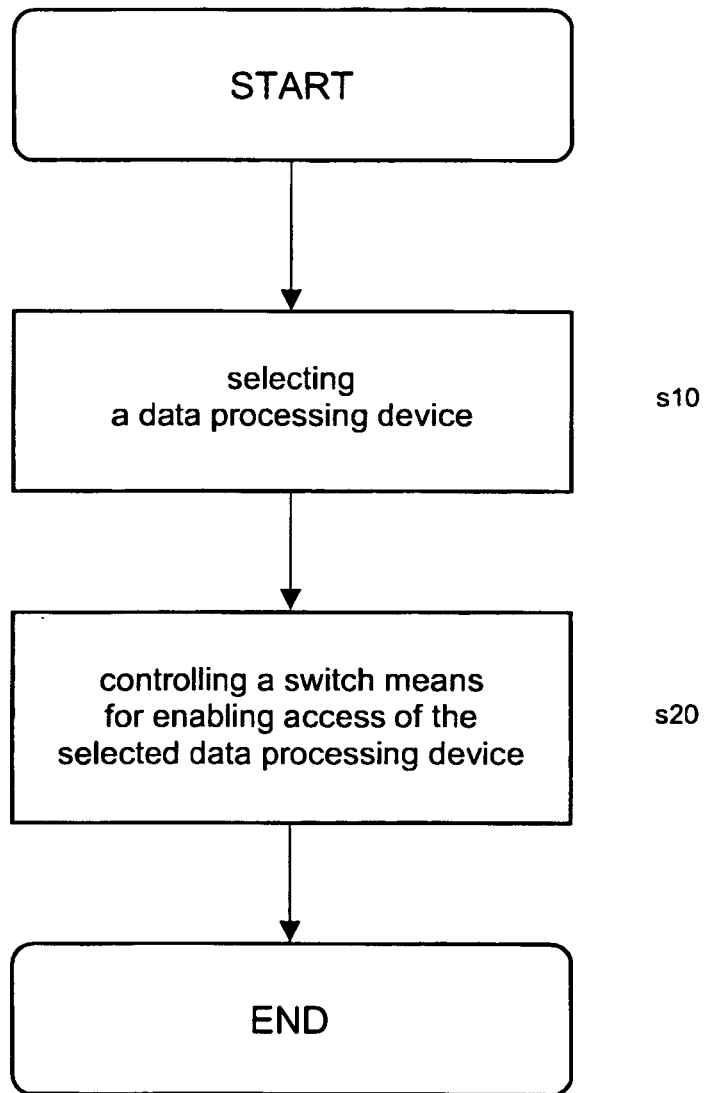 START
selecting
a data processing device
s10
controlling a switch means
for enabling access of the
selected data processing device
s20
END